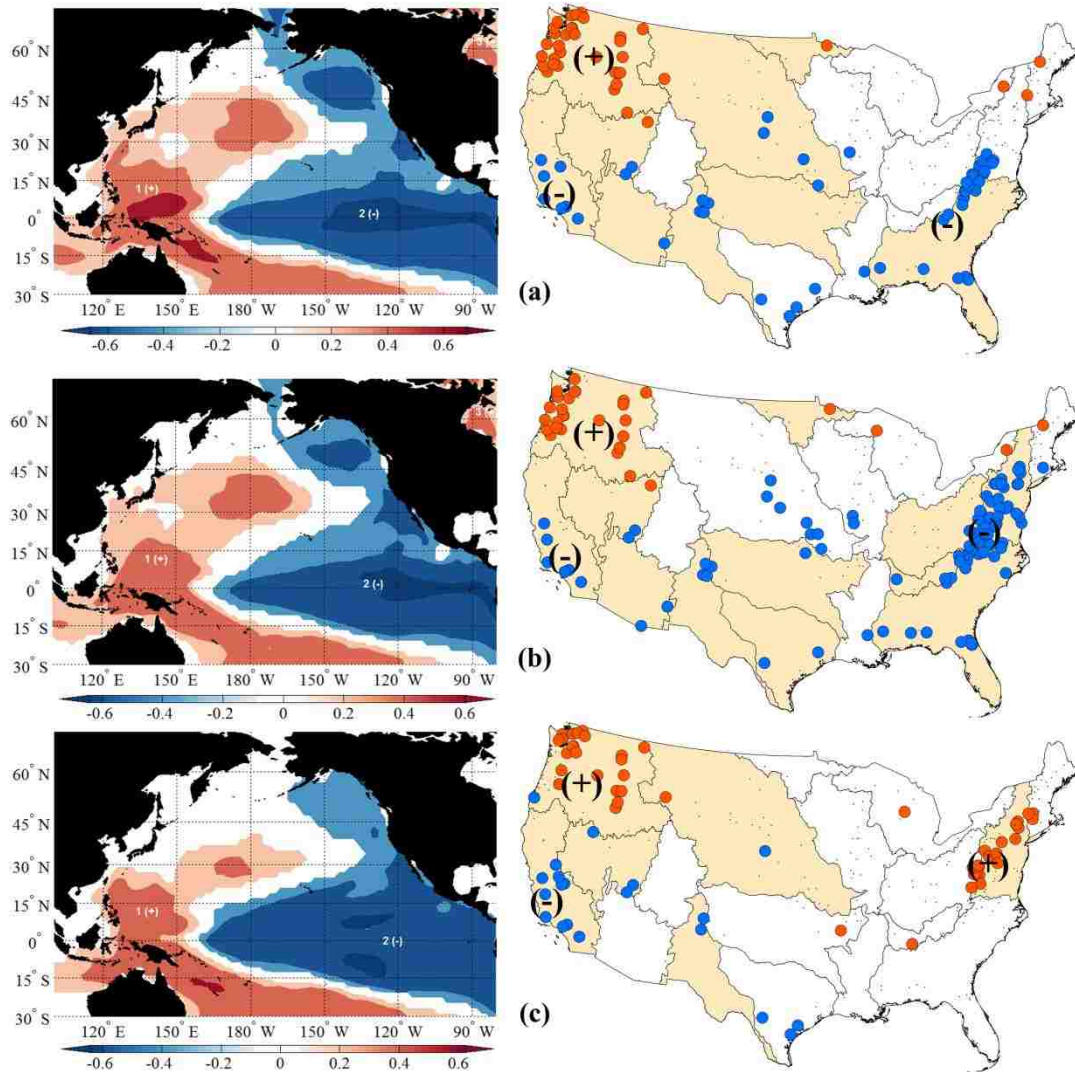 60° N
45° N
30° N
15° N
0°
15° S
30° S
1 (+)
2 (-)
120° E 150° E 180° W 150° W 120° W 90° W
-0.6 -0.4 -0.2 0 0.2 0.4 0.6
(+)
(-)
(-)
(a)
60° N
45° N
30° N
15° N
0°
15° S
30° S
1 (+)
2 (-)
120° E 150° E 180° W 150° W 120° W 90° W
-0.6 -0.4 -0.2 0 0.2 0.4 0.6
(+)
(-)
(-)
(b)
60° N
45° N
30° N
15° N
0°
15° S
30° S
1 (+)
2 (-)
120° E 150° E 180° W 150° W 120° W 90° W
-0.6 -0.4 -0.2 0 0.2 0.4 0.6
(+)
(-)
(+)
(c)